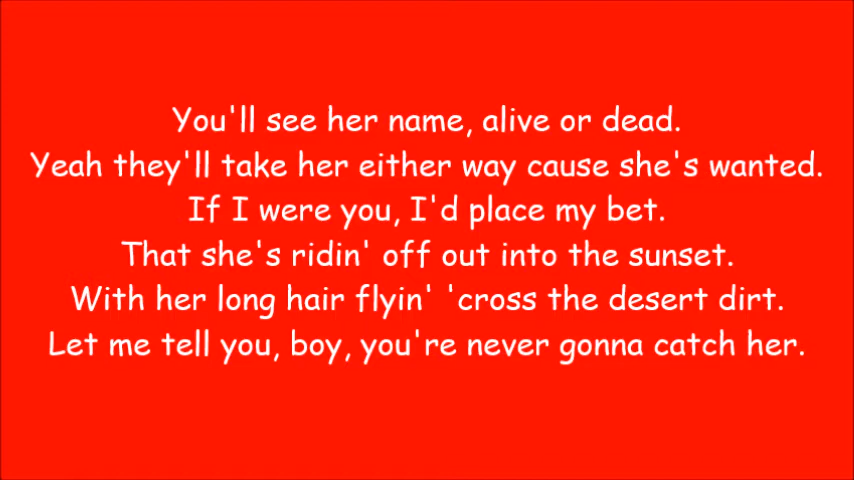 You'll see her name, alive or dead.
Yeah they'll take her either way cause she's wanted.
If I were you, I'd place my bet.
That she's ridin' off out into the sunset.
With her long hair flyin' 'cross the desert dirt.
Let me tell you, boy, you're never gonna catch her.